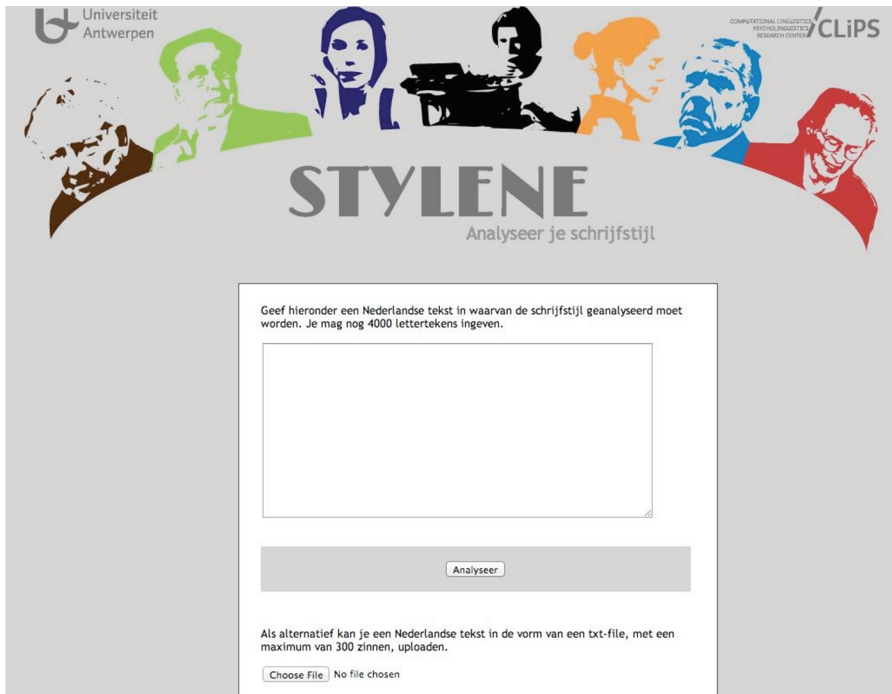 Universiteit
Antwerpen
COMPUTATIONAL LINGUISTICS
PSYCHOLINGUISTICS
RESEARCH CENTER
CLiPS
STYLENE
Analyseer je schrijfstijl
Geef hieronder een Nederlandse tekst in waarvan de schrijfstijl geanalyseerd moet
worden. Je mag nog 4000 lettertekens ingeven.
Analyseer
Als alternatief kan je een Nederlandse tekst in de vorm van een txt-file, met een
maximum van 300 zinnen, uploaden.
Choose File No file chosen